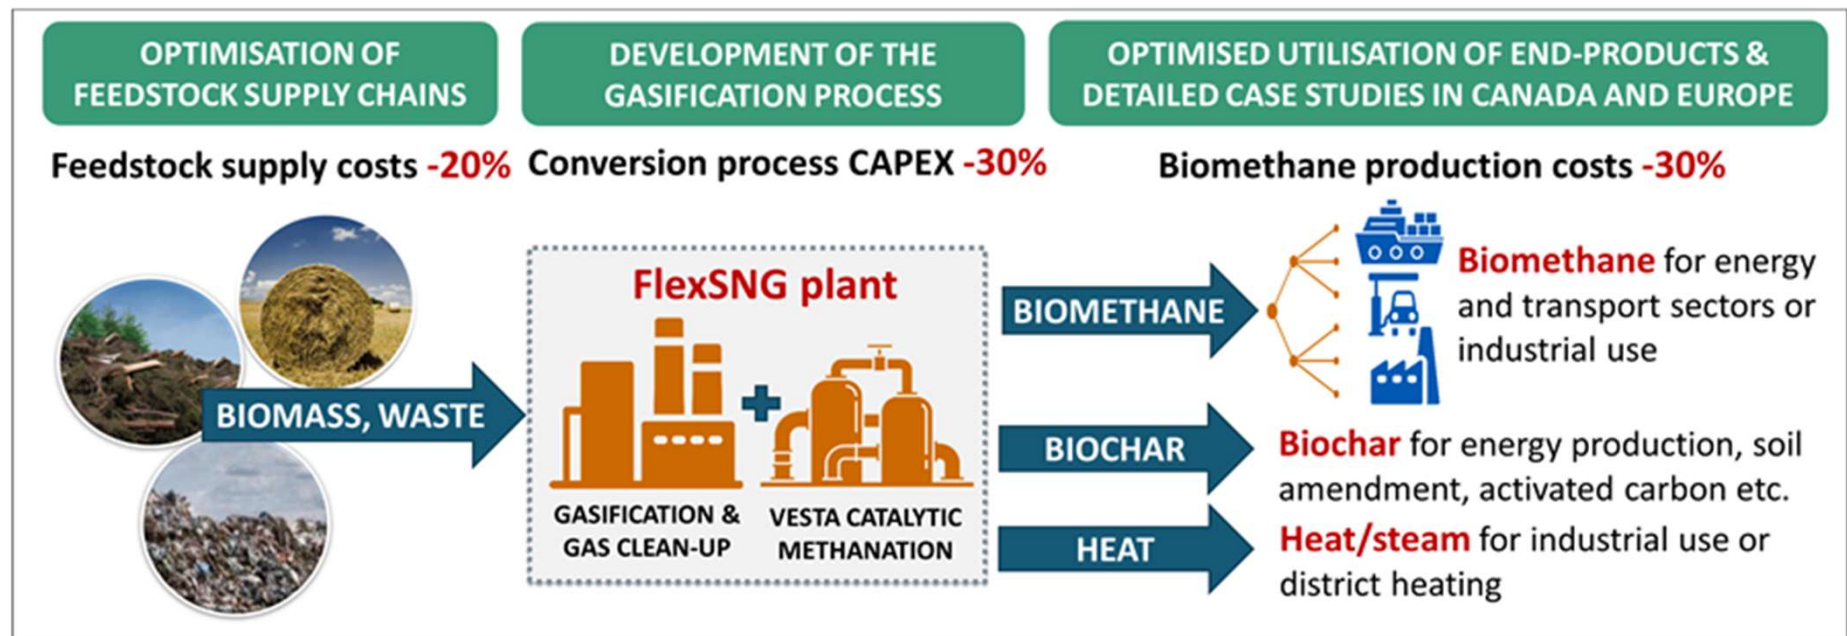 OPTIMISATION OF
FEEDSTOCK SUPPLY CHAINS
DEVELOPMENT OF THE
GASIFICATION PROCESS
OPTIMISED UTILISATION OF END-PRODUCTS &
DETAILED CASE STUDIES IN CANADA AND EUROPE
Feedstock supply costs -20%
Conversion process CAPEX -30%
Biomethane production costs -30%
BIOMASS, WASTE
FlexSNG plant
GASIFICATION &
GAS CLEAN-UP
VESTA CATALYTIC
METHANATION
BIOMETHANE
Biomethane for energy
and transport sectors or
industrial use
BIOCHAR
Biochar for energy production, soil
amendment, activated carbon etc.
HEAT
Heat/steam for industrial use or
district heating